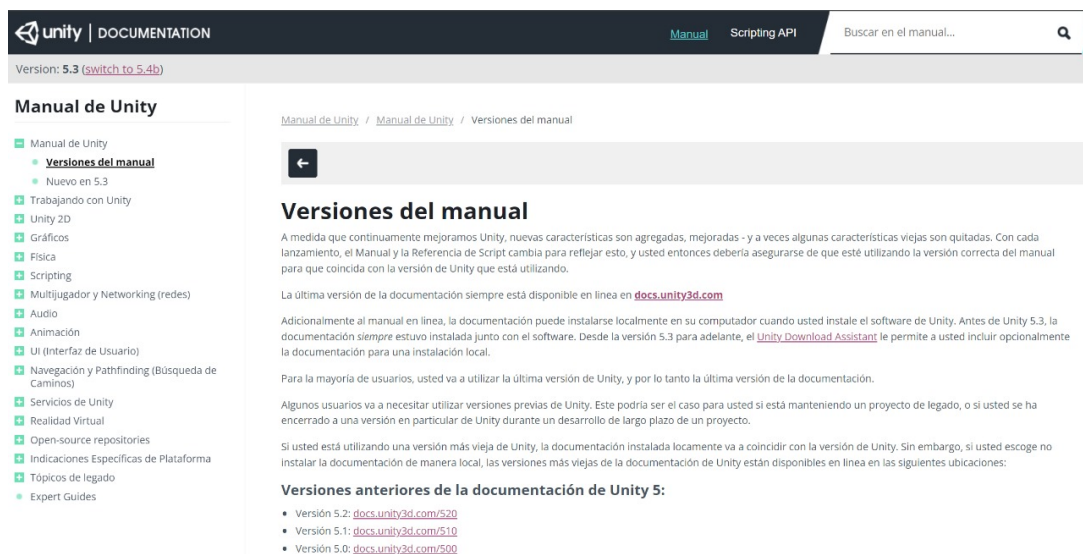 unity | DOCUMENTATION
Manual
Scripting API
Buscar en el manual...
Version: 5.3 (switch to 5.4b)
Manual de Unity
Manual de Unity
Versiones del manual
Nuevo en 5.3
Trabajando con Unity
Unity 2D
Gráficos
Física
Scripting
Multijugador y Networking (redes)
Audio
Animación
UI (Interfaz de Usuario)
Navegación y Pathfinding (Búsqueda de
Caminos)
Servicios de Unity
Realidad Virtual
Open-source repositories
Indicaciones Específicas de Plataforma
Tópicos de legado
Expert Guides
Manual de Unity / Manual de Unity / Versiones del manual
Versiones del manual
A medida que continuamente mejoramos Unity, nuevas características son agregadas, mejoradas - y a veces algunas características viejas son quitadas. Con cada
lanzamiento, el Manual y la Referencia de Script cambia para reflejar esto, y usted entonces debería asegurarse de que esté utilizando la versión correcta del manual
para que coincida con la versión de Unity que está utilizando.
La última versión de la documentación siempre está disponible en linea en docs.unity3d.com
Adicionalmente al manual en linea, la documentación puede instalarse localmente en su computador cuando usted instale el software de Unity. Antes de Unity 5.3, la
documentación siempre estuvo instalada junto con el software. Desde la versión 5.3 para adelante, el Unity Download Assistant le permite a usted incluir opcionalmente
la documentación para una instalación local.
Para la mayoría de usuarios, usted va a utilizar la última versión de Unity, y por lo tanto la última versión de la documentación.
Algunos usuarios va a necesitar utilizar versiones previas de Unity. Este podría ser el caso para usted si está manteniendo un proyecto de legado, o si usted se ha
encerrado a una versión en particular de Unity durante un desarrollo de largo plazo de un proyecto.
Si usted está utilizando una versión más vieja de Unity, la documentación instalada locamente va a coincidir con la versión de Unity. Sin embargo, si usted escoge no
instalar la documentación de manera local, las versiones más viejas de la documentación de Unity están disponibles en linea en las siguientes ubicaciones:
Versiones anteriores de la documentación de Unity 5:
Versión 5.2: docs.unity3d.com/520
Versión 5.1: docs.unity3d.com/510
Versión 5.0: docs.unity3d.com/500